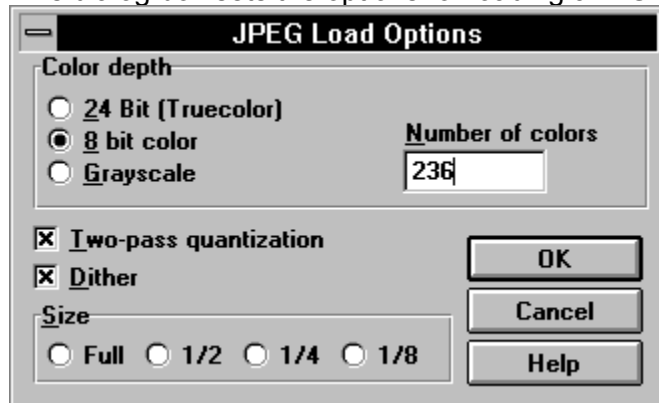 JPEG Load Options
Color depth
24 Bit (Truecolor)
8 bit color
Grayscale
Number of colors
236
Two-pass quantization
Dither
Size
Full 1/2 1/4 1/8
OK
Cancel
Help